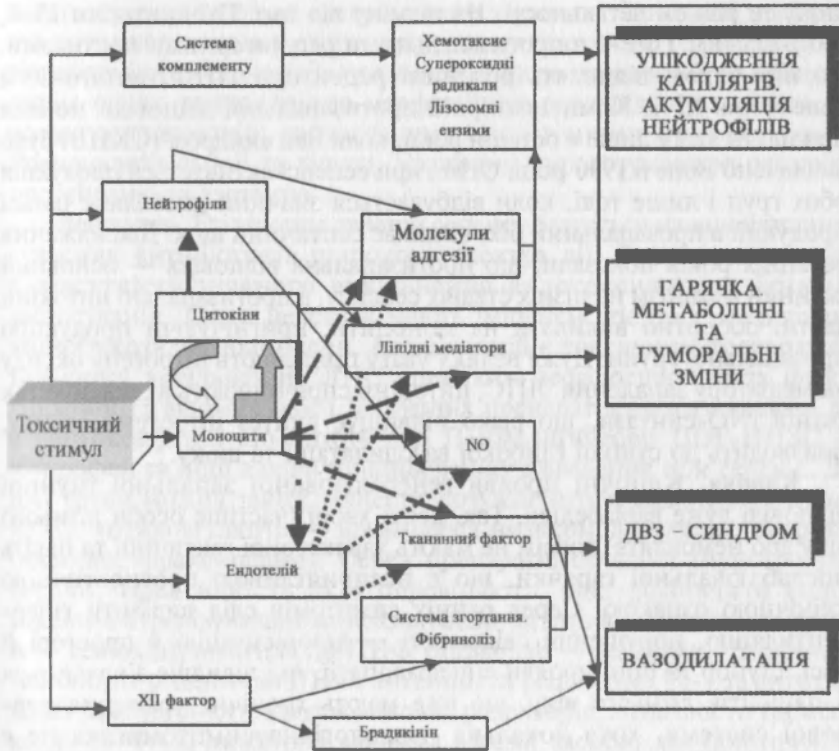 Система
комплементу
Хемотаксис
Супероксидні
радикали
Лізосомні
ензими
УШКОДЖЕННЯ
КАПІЛЯРІВ.
АКУМУЛЯЦІЯ
НЕЙТРОФІЛІВ
Нейтрофіли
Молекули
адгезії
Цитокіни
Ліпідні медіатори
ГАРЯЧКА,
МЕТАБОЛІЧНІ
ТА
ГУМОРАЛЬНІ
ЗМІНИ
Токсичний
стимул
Моноцити
NO
Тканинний фактор
ДВЗ – СИНДРОМ
Ендотелій
Система згортання.
Фібриноліз
ВАЗОДИЛАТАЦІЯ
XII фактор
Брадикінін